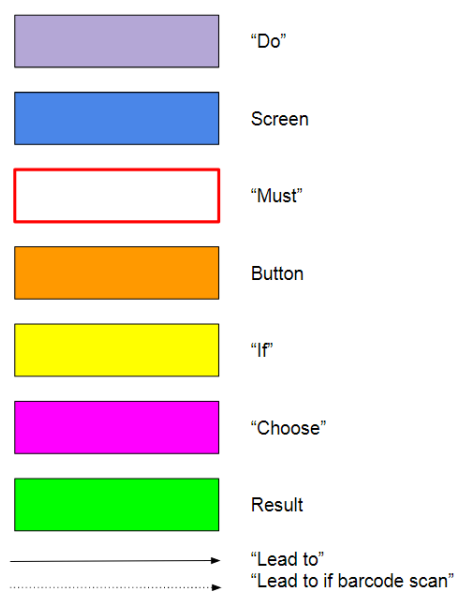 “Do”
Screen
“Must”
Button
“If”
“Choose”
Result
“Lead to”
“Lead to if barcode scan”